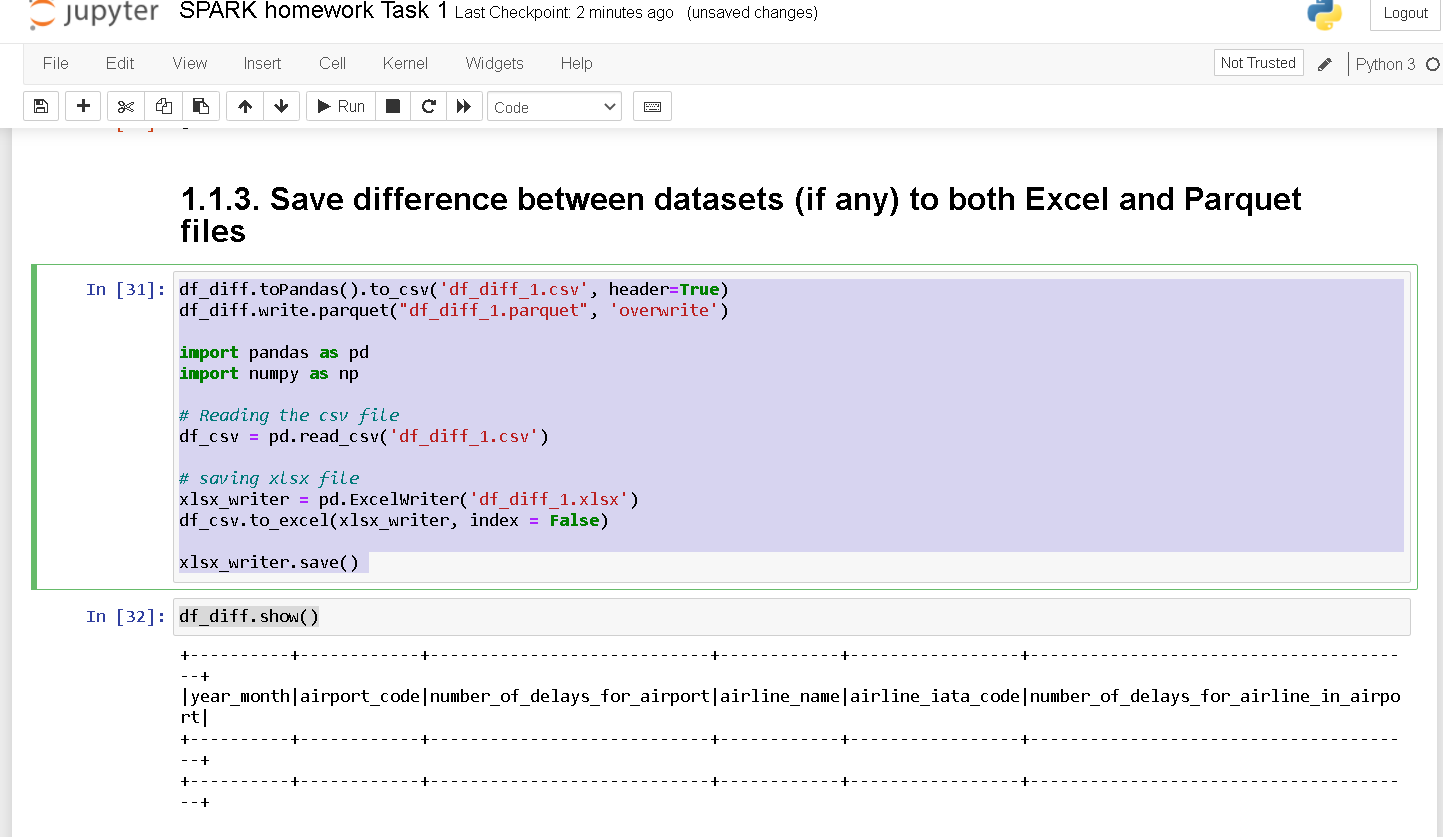 jupyter SPARK homework Task 1 Last Checkpoint: 2 minutes ago (unsaved changes) Logout
File Edit View Insert Cell Kernel Widgets Help Not Trusted Python 3
Run Code
1.1.3. Save difference between datasets (if any) to both Excel and Parquet
files
In [31]: df_diff.toPandas().to_csv('df_diff_1.csv', header=True)
df_diff.write.parquet("df_diff_1.parquet", 'overwrite')
import pandas as pd
import numpy as np
# Reading the csv file
df_csv = pd.read_csv('df_diff_1.csv')
# saving xlsx file
xlsx_writer = pd.ExcelWriter('df_diff_1.xlsx')
df_csv.to_excel(xlsx_writer, index = False)
xlsx_writer.save()
In [32]: df_diff.show()
+----------+------------+----------------------------+------------+-----------------+-------------------------------------
--+
|year_month|airport_code|number_of_delays_for_airport|airline_name|airline_iata_code|number_of_delays_for_airline_in_airpo
rt|
+----------+------------+----------------------------+------------+-----------------+-------------------------------------
--+
+----------+------------+----------------------------+------------+-----------------+-------------------------------------
--+